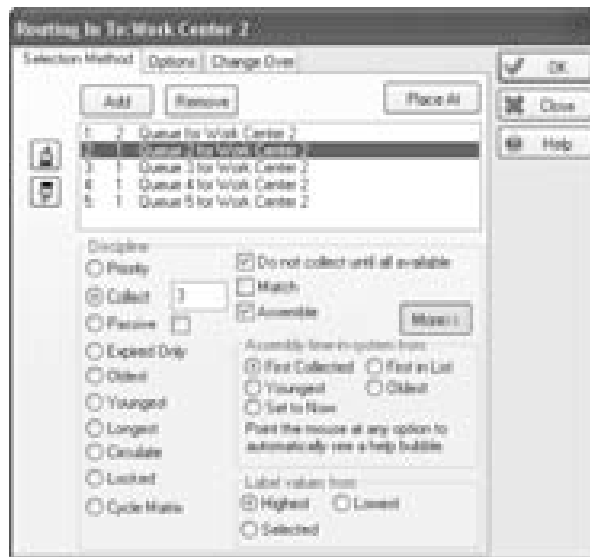 Routing In To: Work Center 2
Selection Method Options Change Over
Add Remove Place At
1: 2 Queue for Work Center 2
2: 1 Queue 2 for Work Center 2
3: 1 Queue 3 for Work Center 2
4: 1 Queue 4 for Work Center 2
5: 1 Queue 5 for Work Center 2
OK
Close
Help
Discipline
Priority
Collect 3
Passive
Expired Only
Oldest
Youngest
Longest
Circulate
Locked
Cycle Matrix
Do not collect until all available
Match
Assemble
More
Assembly time-in-system from
First Collected First in List
Youngest Oldest
Set to Now
Point the mouse at any option to
automatically see a help bubble
Label values from
Highest Lowest
Selected